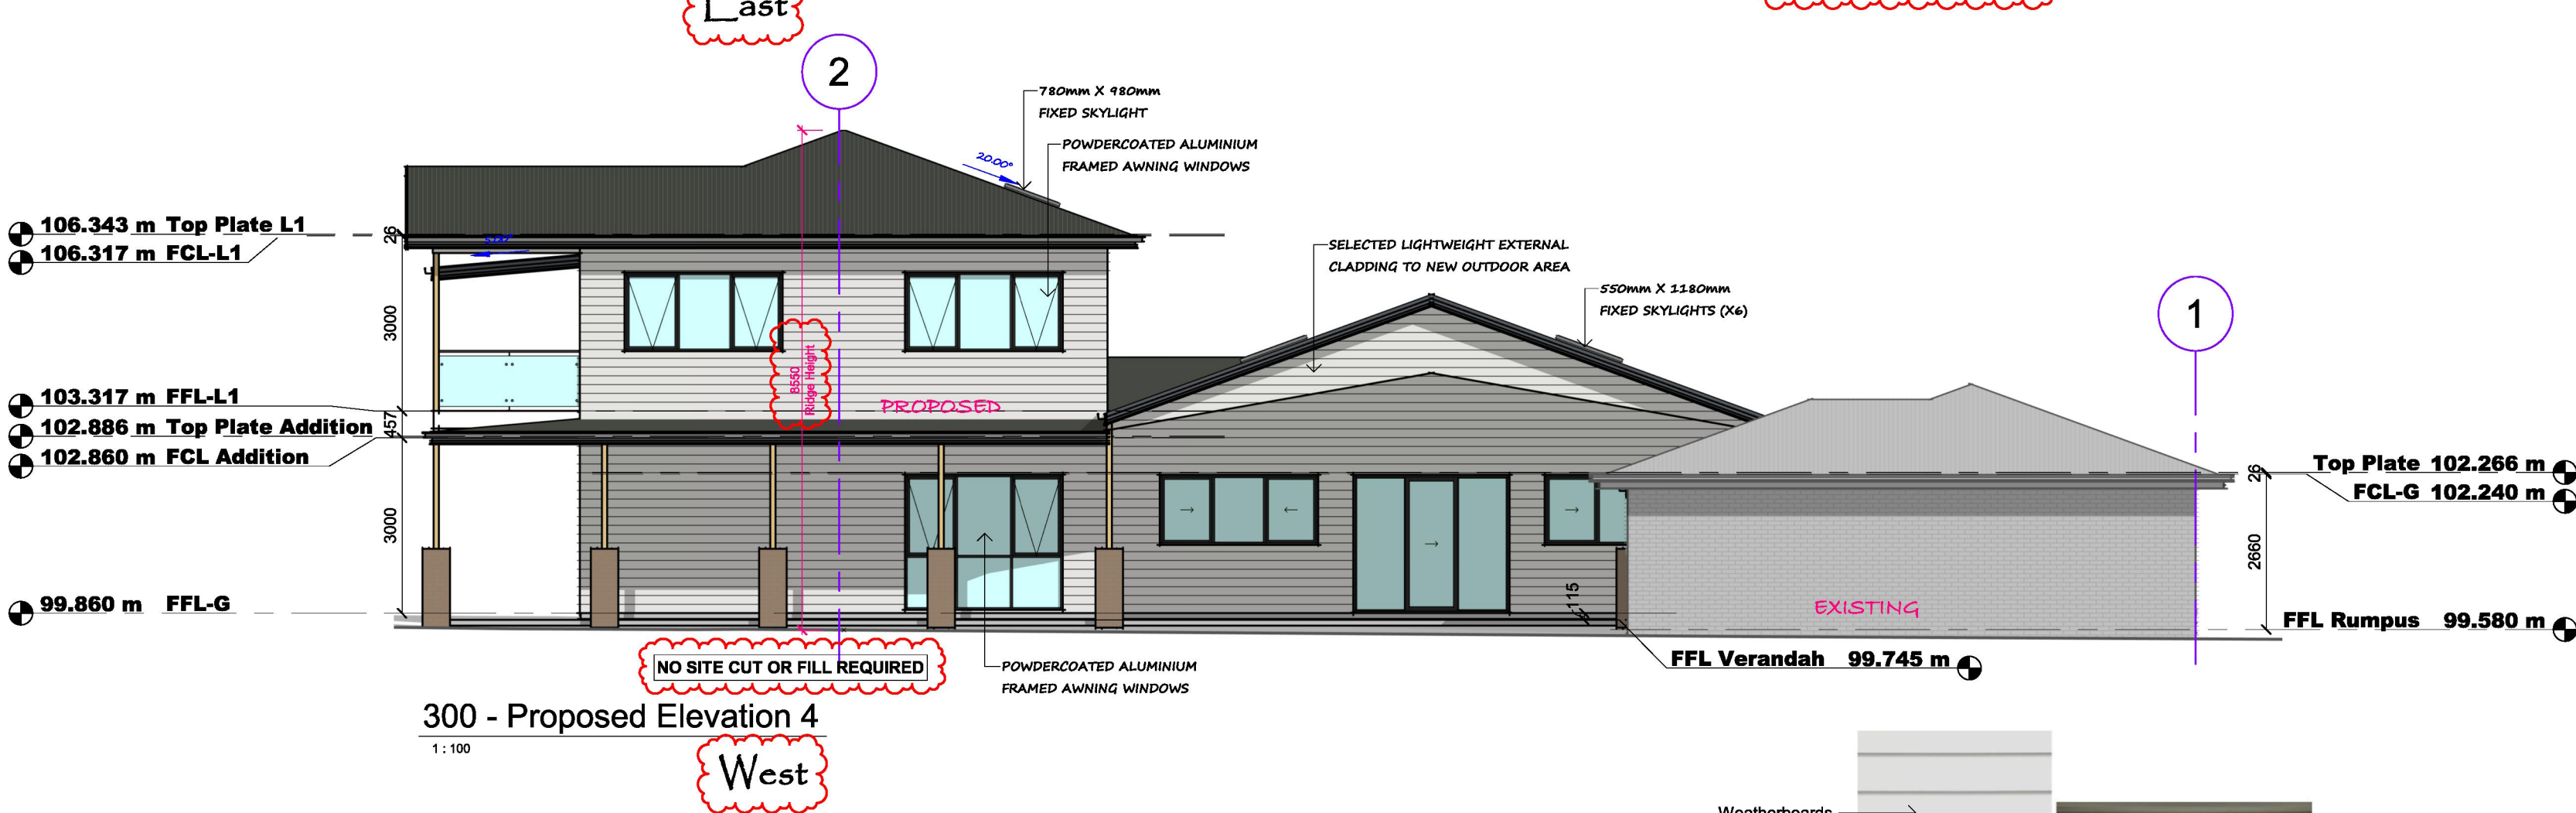 East
2
780mm X 980mm
FIXED SKYLIGHT
POWDERCOATED ALUMINIUM
FRAMED AWNING WINDOWS
20.00°
106.343 m Top Plate L1
106.317 m FCL-L1
26
3000
SELECTED LIGHTWEIGHT EXTERNAL
CLADDING TO NEW OUTDOOR AREA
550mm X 1180mm
FIXED SKYLIGHTS (X6)
1
8550
Ridge Height
PROPOSED
103.317 m FFL-L1
102.886 m Top Plate Addition
457
102.860 m FCL Addition
3000
99.860 m FFL-G
Top Plate 102.266 m
26
FCL-G 102.240 m
2660
115
EXISTING
FFL Rumpus 99.580 m
FFL Verandah 99.745 m
NO SITE CUT OR FILL REQUIRED
POWDERCOATED ALUMINIUM
FRAMED AWNING WINDOWS
300 - Proposed Elevation 4
1 : 100
West
Weatherboards